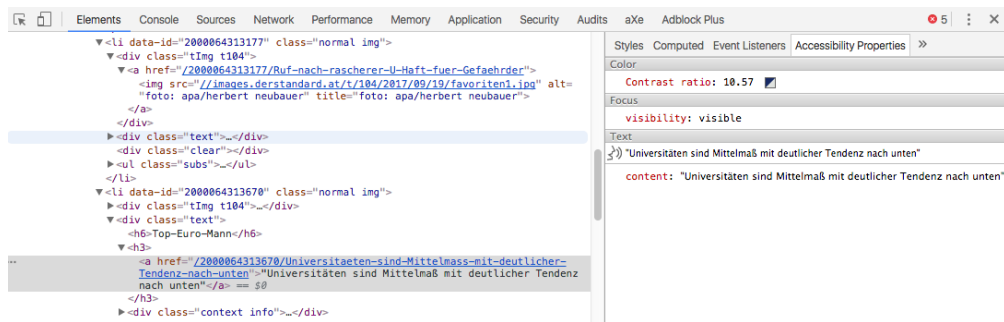 Elements Console Sources Network Performance Memory Application Security Audits aXe Adblock Plus 5
▼<li data-id="2000064313177" class="normal img">
▼<div class="tImg t104">
▼<a href="/2000064313177/Ruf-nach-rascherer-U-Haft-fuer-Gefaehrder">
<img src="//images.derstandard.at/t/104/2017/09/19/favoriten1.jpg" alt=
"foto: apa/herbert neubauer" title="foto: apa/herbert neubauer">
</a>
</div>
▶<div class="text">…</div>
<div class="clear"></div>
▶<ul class="subs">…</ul>
</li>
▼<li data-id="2000064313670" class="normal img">
▶<div class="tImg t104">…</div>
▼<div class="text">
<h6>Top-Euro-Mann</h6>
▼<h3>
… <a href="/2000064313670/Universitaeten-sind-Mittelmass-mit-deutlicher-
Tendenz-nach-unten">"Universitäten sind Mittelmaß mit deutlicher Tendenz
nach unten"</a> == $0
</h3>
▶<div class="context info">…</div>
Styles Computed Event Listeners Accessibility Properties »
Color
Contrast ratio: 10.57
Focus
visibility: visible
Text
"Universitäten sind Mittelmaß mit deutlicher Tendenz nach unten"
content: "Universitäten sind Mittelmaß mit deutlicher Tendenz nach unten"